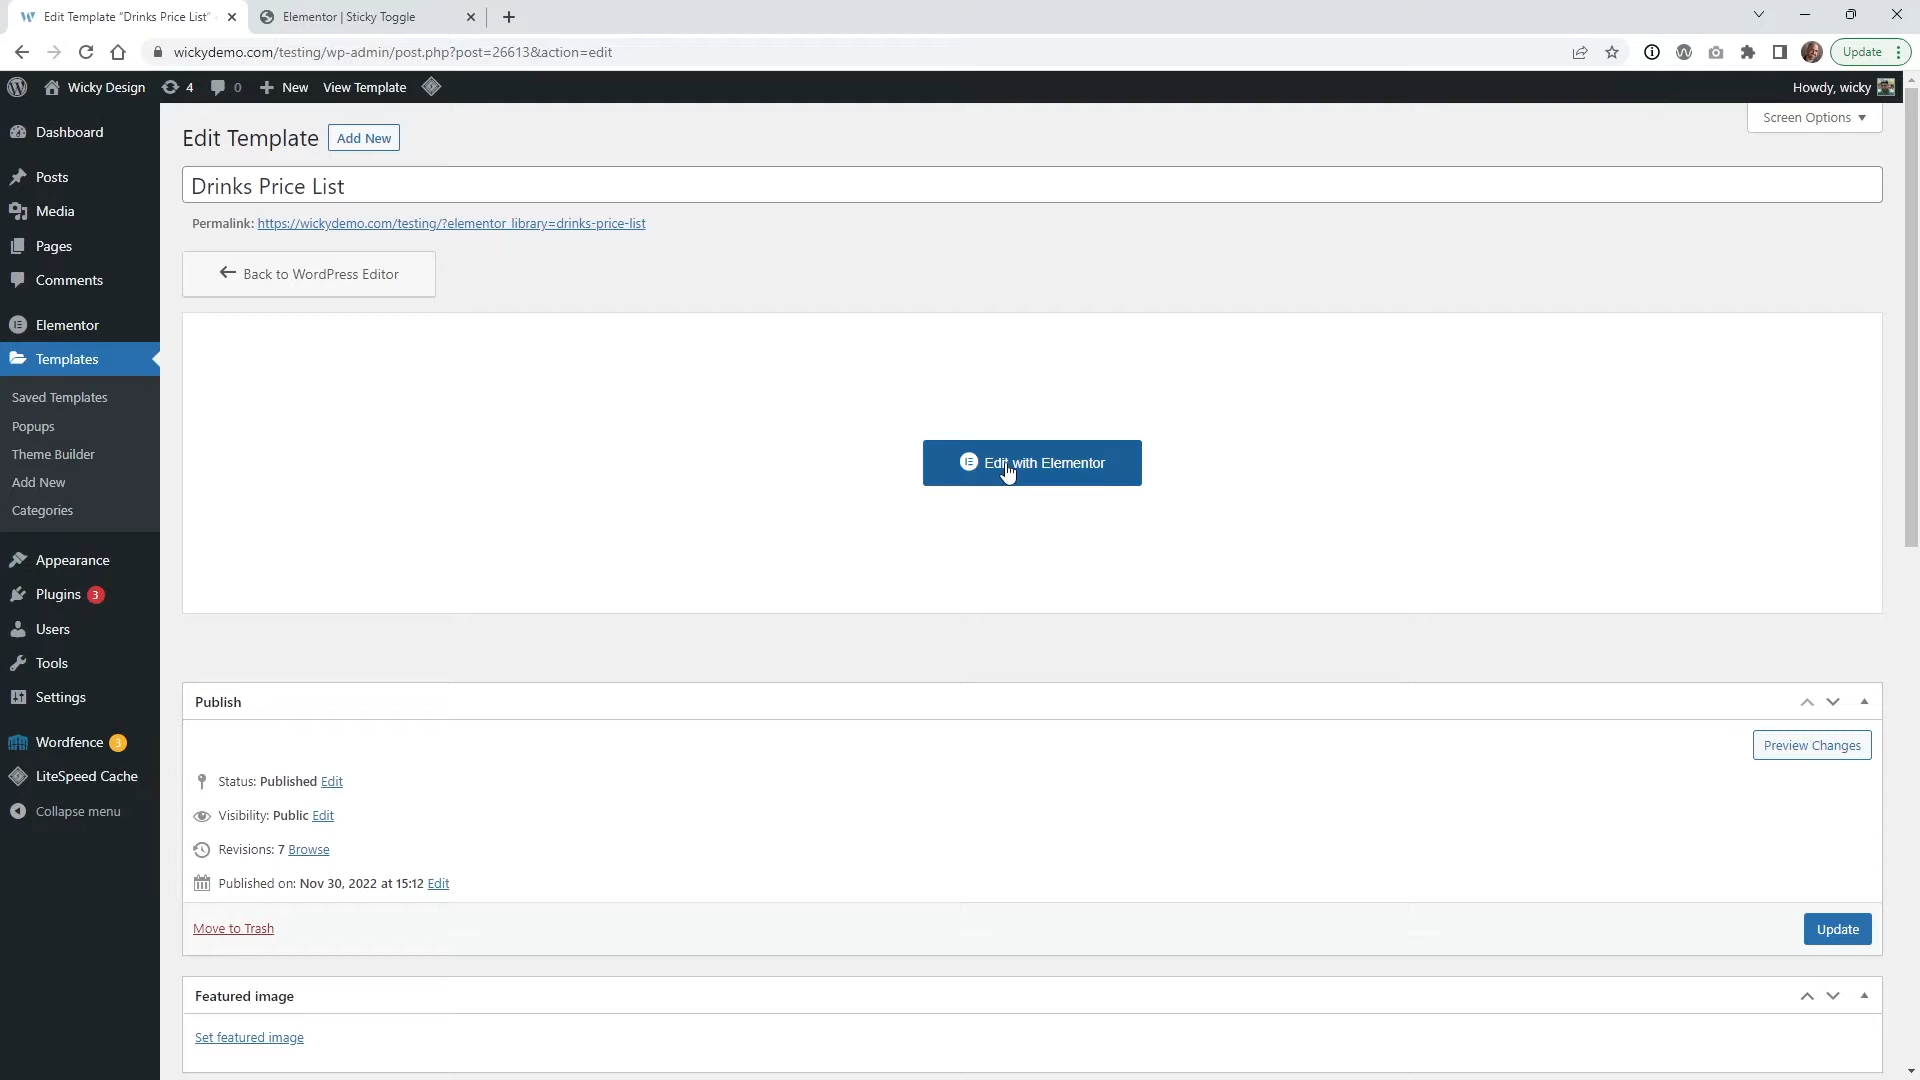 Edit Template "Drinks Price List"
Elementor | Sticky Toggle
wickydemo.com/testing/wp-admin/post.php?post=26613&action=edit
Update
Wicky Design
4
0
New
View Template
Howdy, wicky
Dashboard
Posts
Media
Pages
Comments
Elementor
Templates
Saved Templates
Popups
Theme Builder
Add New
Categories
Appearance
Plugins 3
Users
Tools
Settings
Wordfence 3
LiteSpeed Cache
Collapse menu
Screen Options
Edit Template
Add New
Drinks Price List
Permalink: https://wickydemo.com/testing/?elementor_library=drinks-price-list
Back to WordPress Editor
Edit with Elementor
Publish
Preview Changes
Status: Published Edit
Visibility: Public Edit
Revisions: 7 Browse
Published on: Nov 30, 2022 at 15:12 Edit
Move to Trash
Update
Featured image
Set featured image